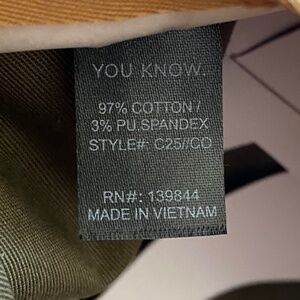 YOU KNOW.
97% COTTON /
3% PU.SPANDEX
STYLE#: C25//CO
RN#: 139844
MADE IN VIETNAM